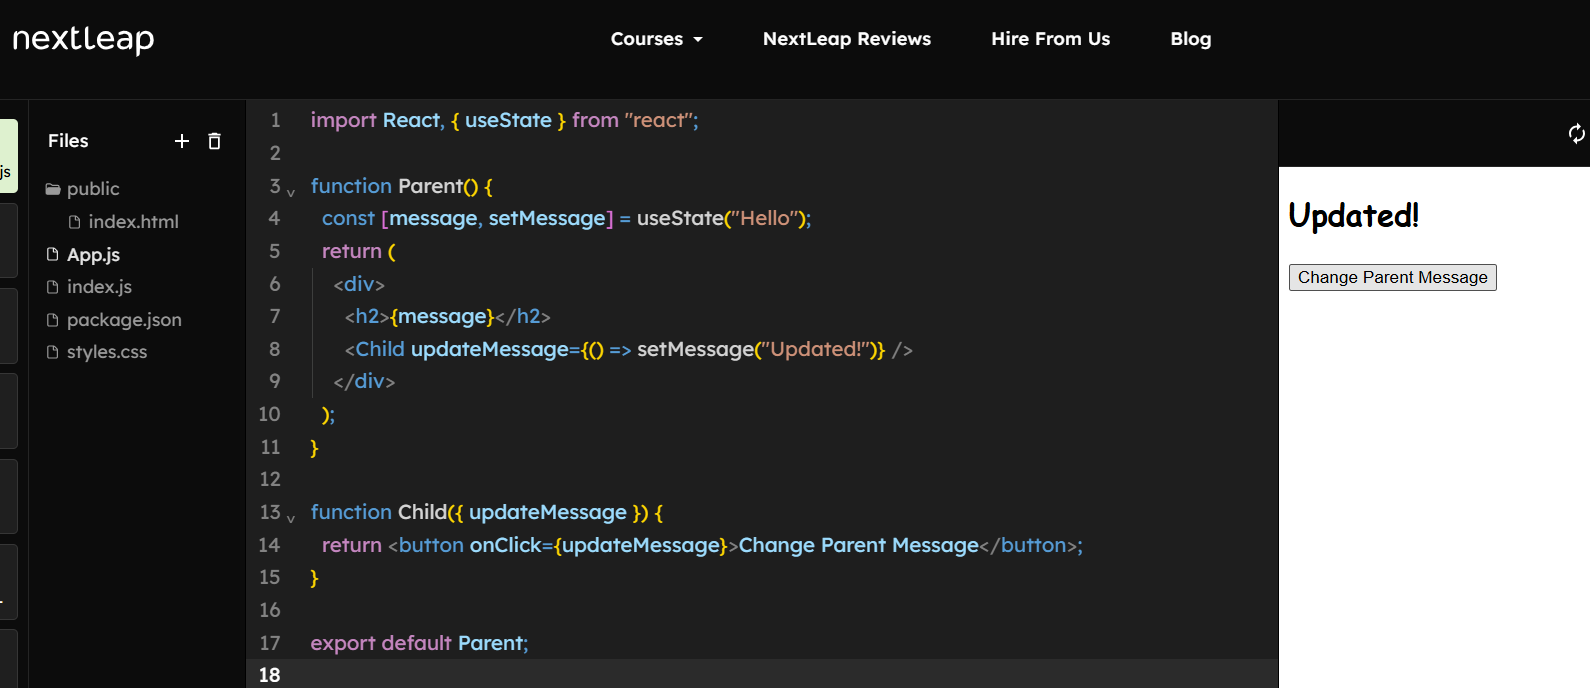 nextleap
Courses
NextLeap Reviews
Hire From Us
Blog
js
Files
public
index.html
App.js
index.js
package.json
styles.css
1 import React, { useState } from "react";
2
3 function Parent() {
4 const [message, setMessage] = useState("Hello");
5 return (
6 <div>
7 <h2>{message}</h2>
8 <Child updateMessage={() => setMessage("Updated!")} />
9 </div>
10 );
11 }
12
13 function Child({ updateMessage }) {
14 return <button onClick={updateMessage}>Change Parent Message</button>;
15 }
16
17 export default Parent;
18
Updated!
Change Parent Message